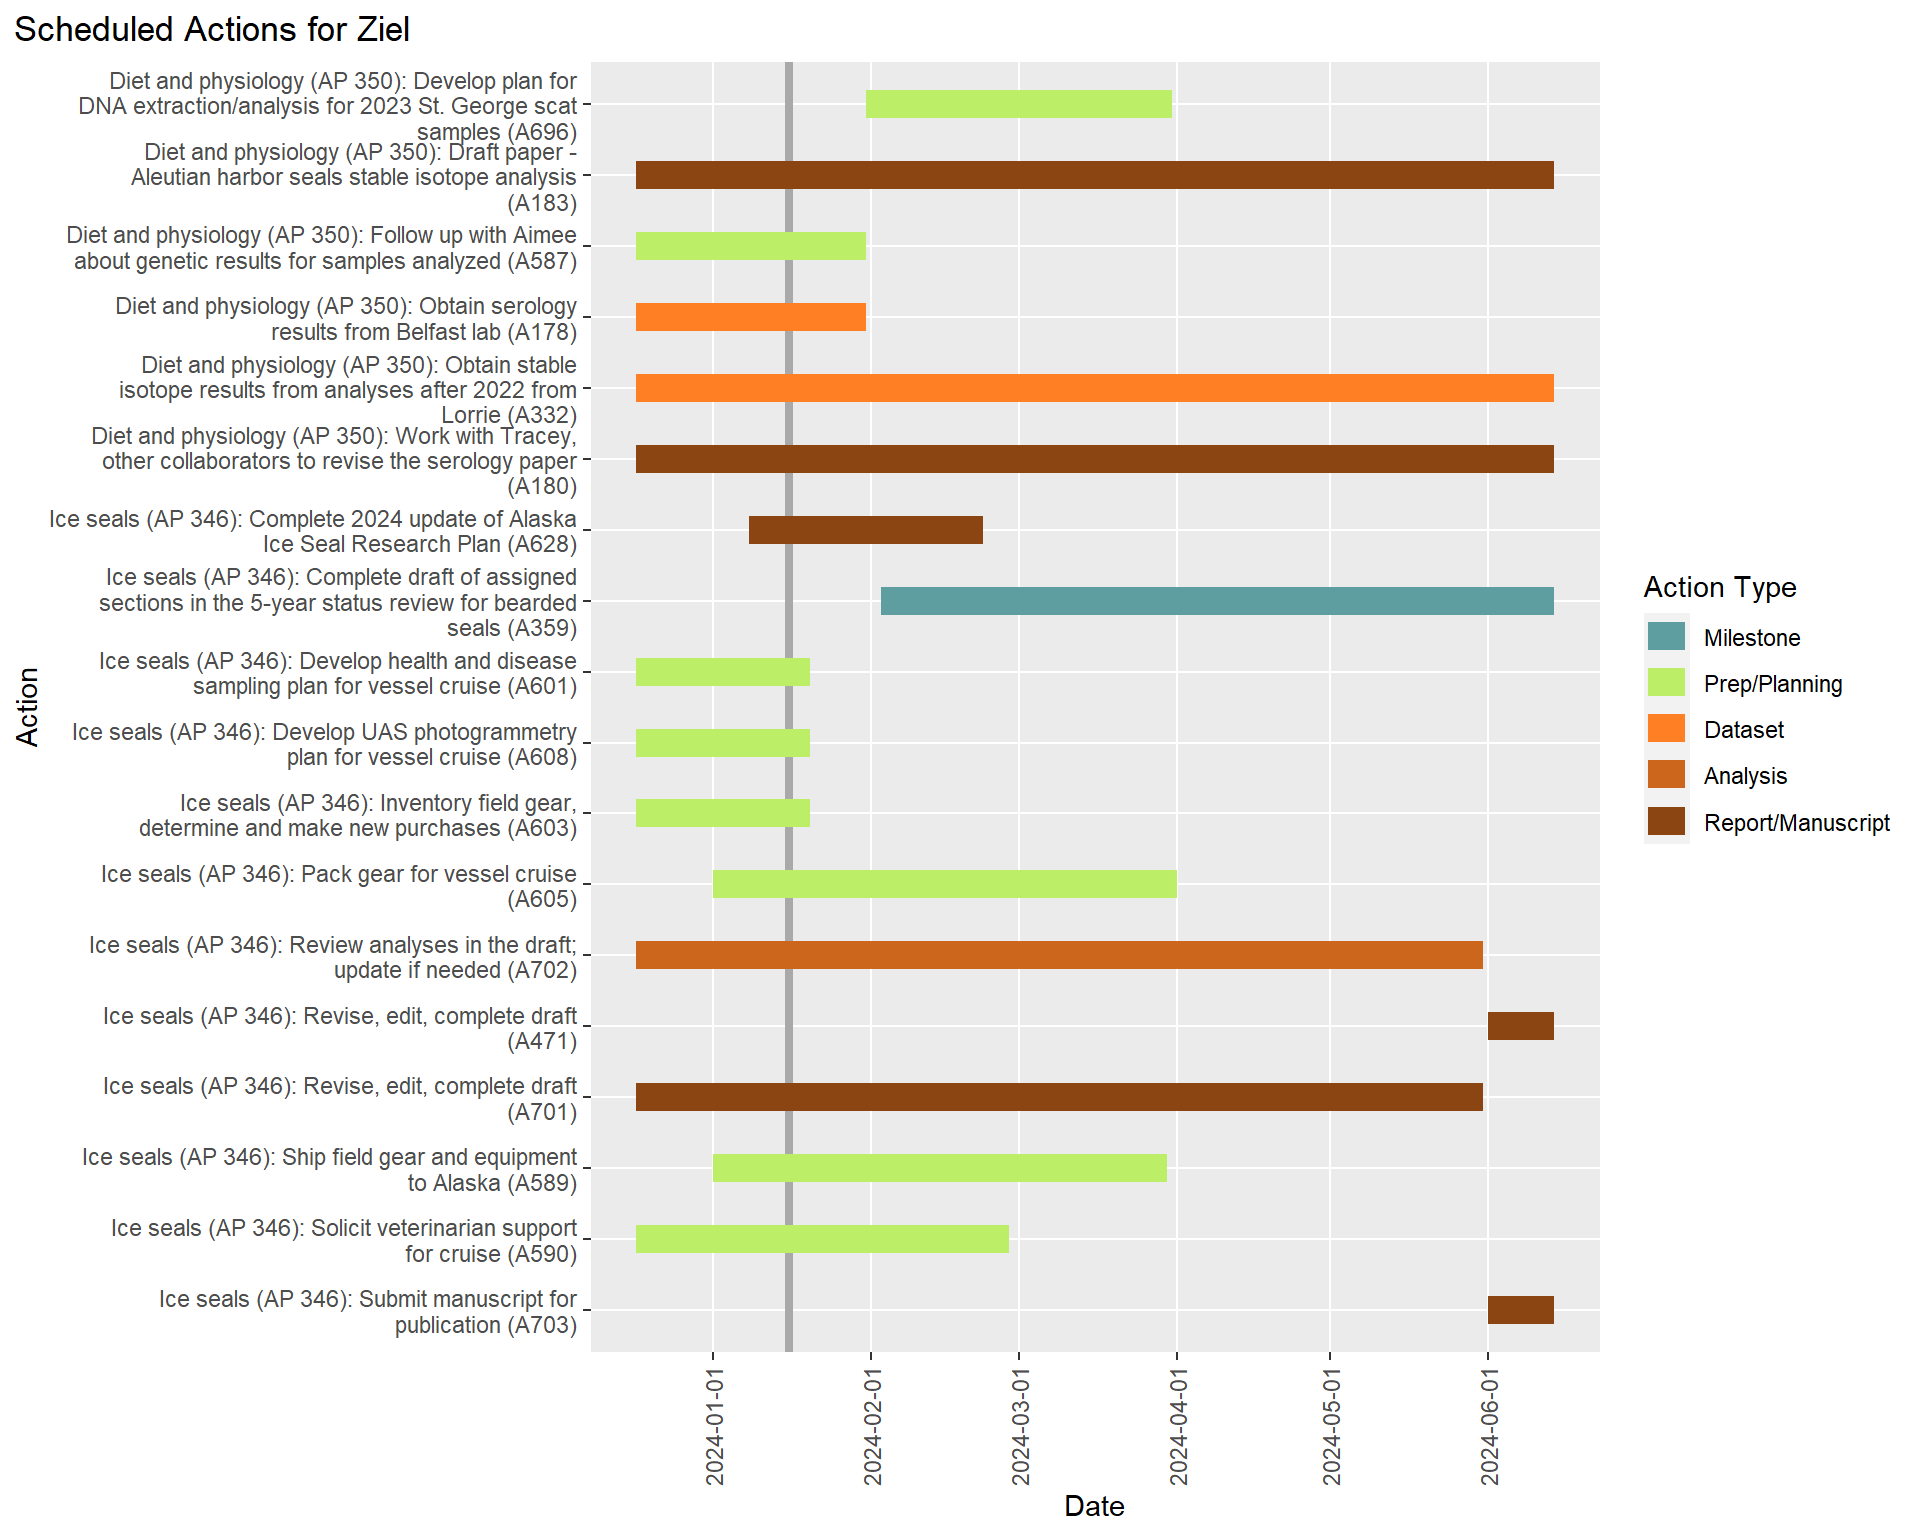 Scheduled Actions for Ziel
Diet and physiology (AP 350): Develop plan for
DNA extraction/analysis for 2023 St. George scat
samples (A696)
Diet and physiology (AP 350): Draft paper -
Aleutian harbor seals stable isotope analysis
(A183)
Diet and physiology (AP 350): Follow up with Aimee
about genetic results for samples analyzed (A587)
Diet and physiology (AP 350): Obtain serology
results from Belfast lab (A178)
Diet and physiology (AP 350): Obtain stable
isotope results from analyses after 2022 from
Lorrie (A332)
Diet and physiology (AP 350): Work with Tracey,
other collaborators to revise the serology paper
(A180)
Ice seals (AP 346): Complete 2024 update of Alaska
Ice Seal Research Plan (A628)
Ice seals (AP 346): Complete draft of assigned
sections in the 5-year status review for bearded
seals (A359)
Ice seals (AP 346): Develop health and disease
sampling plan for vessel cruise (A601)
Ice seals (AP 346): Develop UAS photogrammetry
plan for vessel cruise (A608)
Ice seals (AP 346): Inventory field gear,
determine and make new purchases (A603)
Ice seals (AP 346): Pack gear for vessel cruise
(A605)
Ice seals (AP 346): Review analyses in the draft;
update if needed (A702)
Ice seals (AP 346): Revise, edit, complete draft
(A471)
Ice seals (AP 346): Revise, edit, complete draft
(A701)
Ice seals (AP 346): Ship field gear and equipment
to Alaska (A589)
Ice seals (AP 346): Solicit veterinarian support
for cruise (A590)
Ice seals (AP 346): Submit manuscript for
publication (A703)
Action
2024-01-01
2024-02-01
2024-03-01
2024-04-01
2024-05-01
2024-06-01
Date
Action Type
Milestone
Prep/Planning
Dataset
Analysis
Report/Manuscript